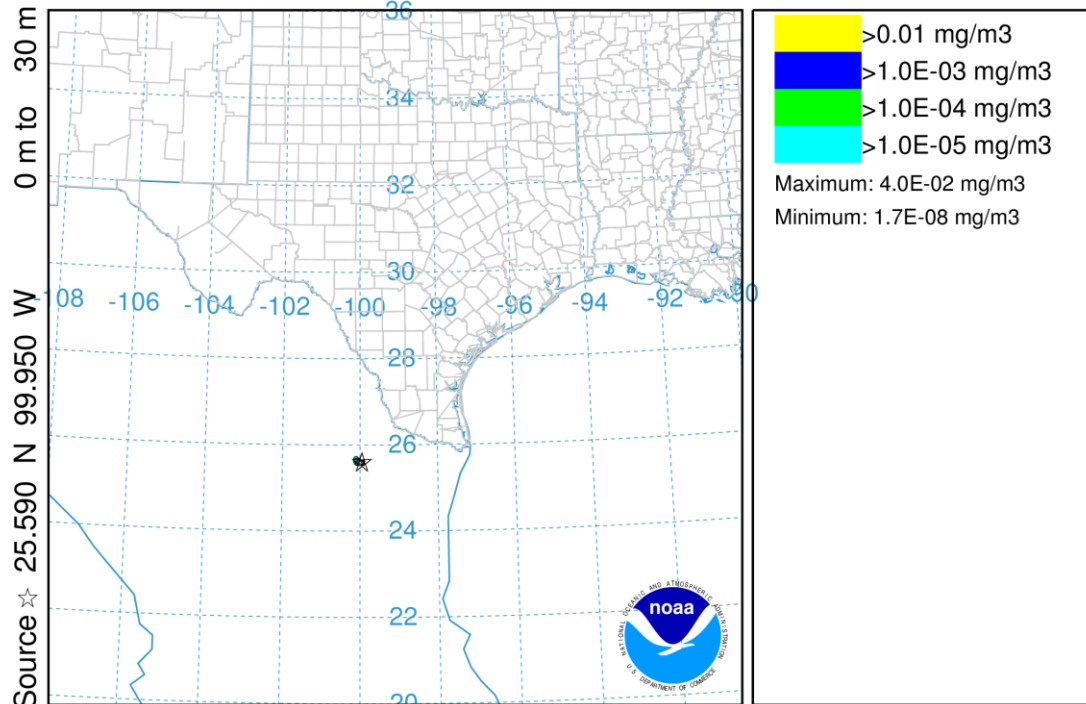 Source ☆ 25.590 N 99.950 W 0 m to 30 m
36
34
32
30
-108 -106 -104 -102 -100 -98 -96 -94 -92 -90
28
26
24
22
20
NATIONAL OCEANIC AND ATMOSPHERIC ADMINISTRATION
noaa
U.S. DEPARTMENT OF COMMERCE
>0.01 mg/m3
>1.0E-03 mg/m3
>1.0E-04 mg/m3
>1.0E-05 mg/m3
Maximum: 4.0E-02 mg/m3
Minimum: 1.7E-08 mg/m3